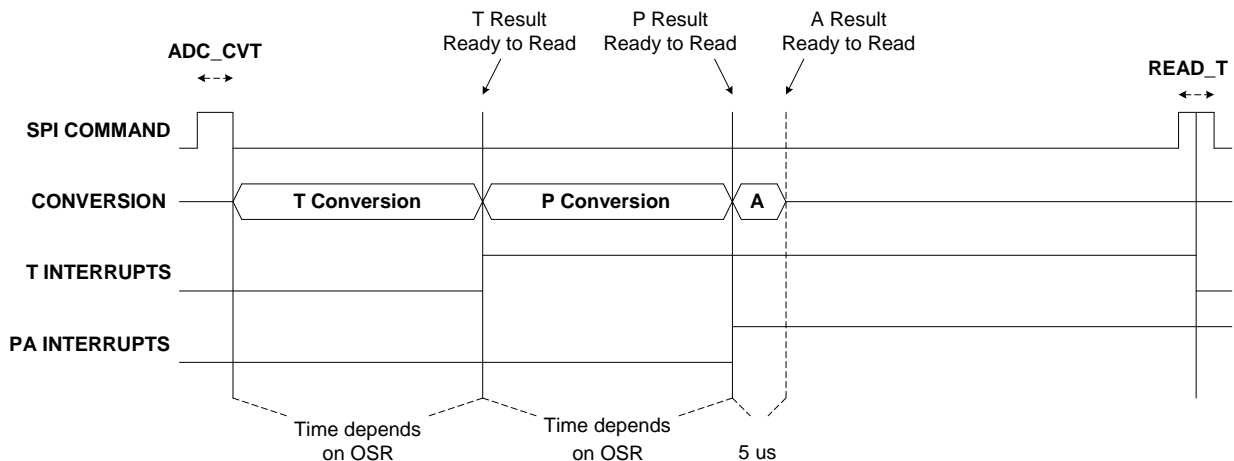 T Result
Ready to Read
P Result
Ready to Read
A Result
Ready to Read
ADC_CVT
READ_T
SPI COMMAND
CONVERSION
T Conversion
P Conversion
A
T INTERRUPTS
PA INTERRUPTS
Time depends
on OSR
Time depends
on OSR
5 us